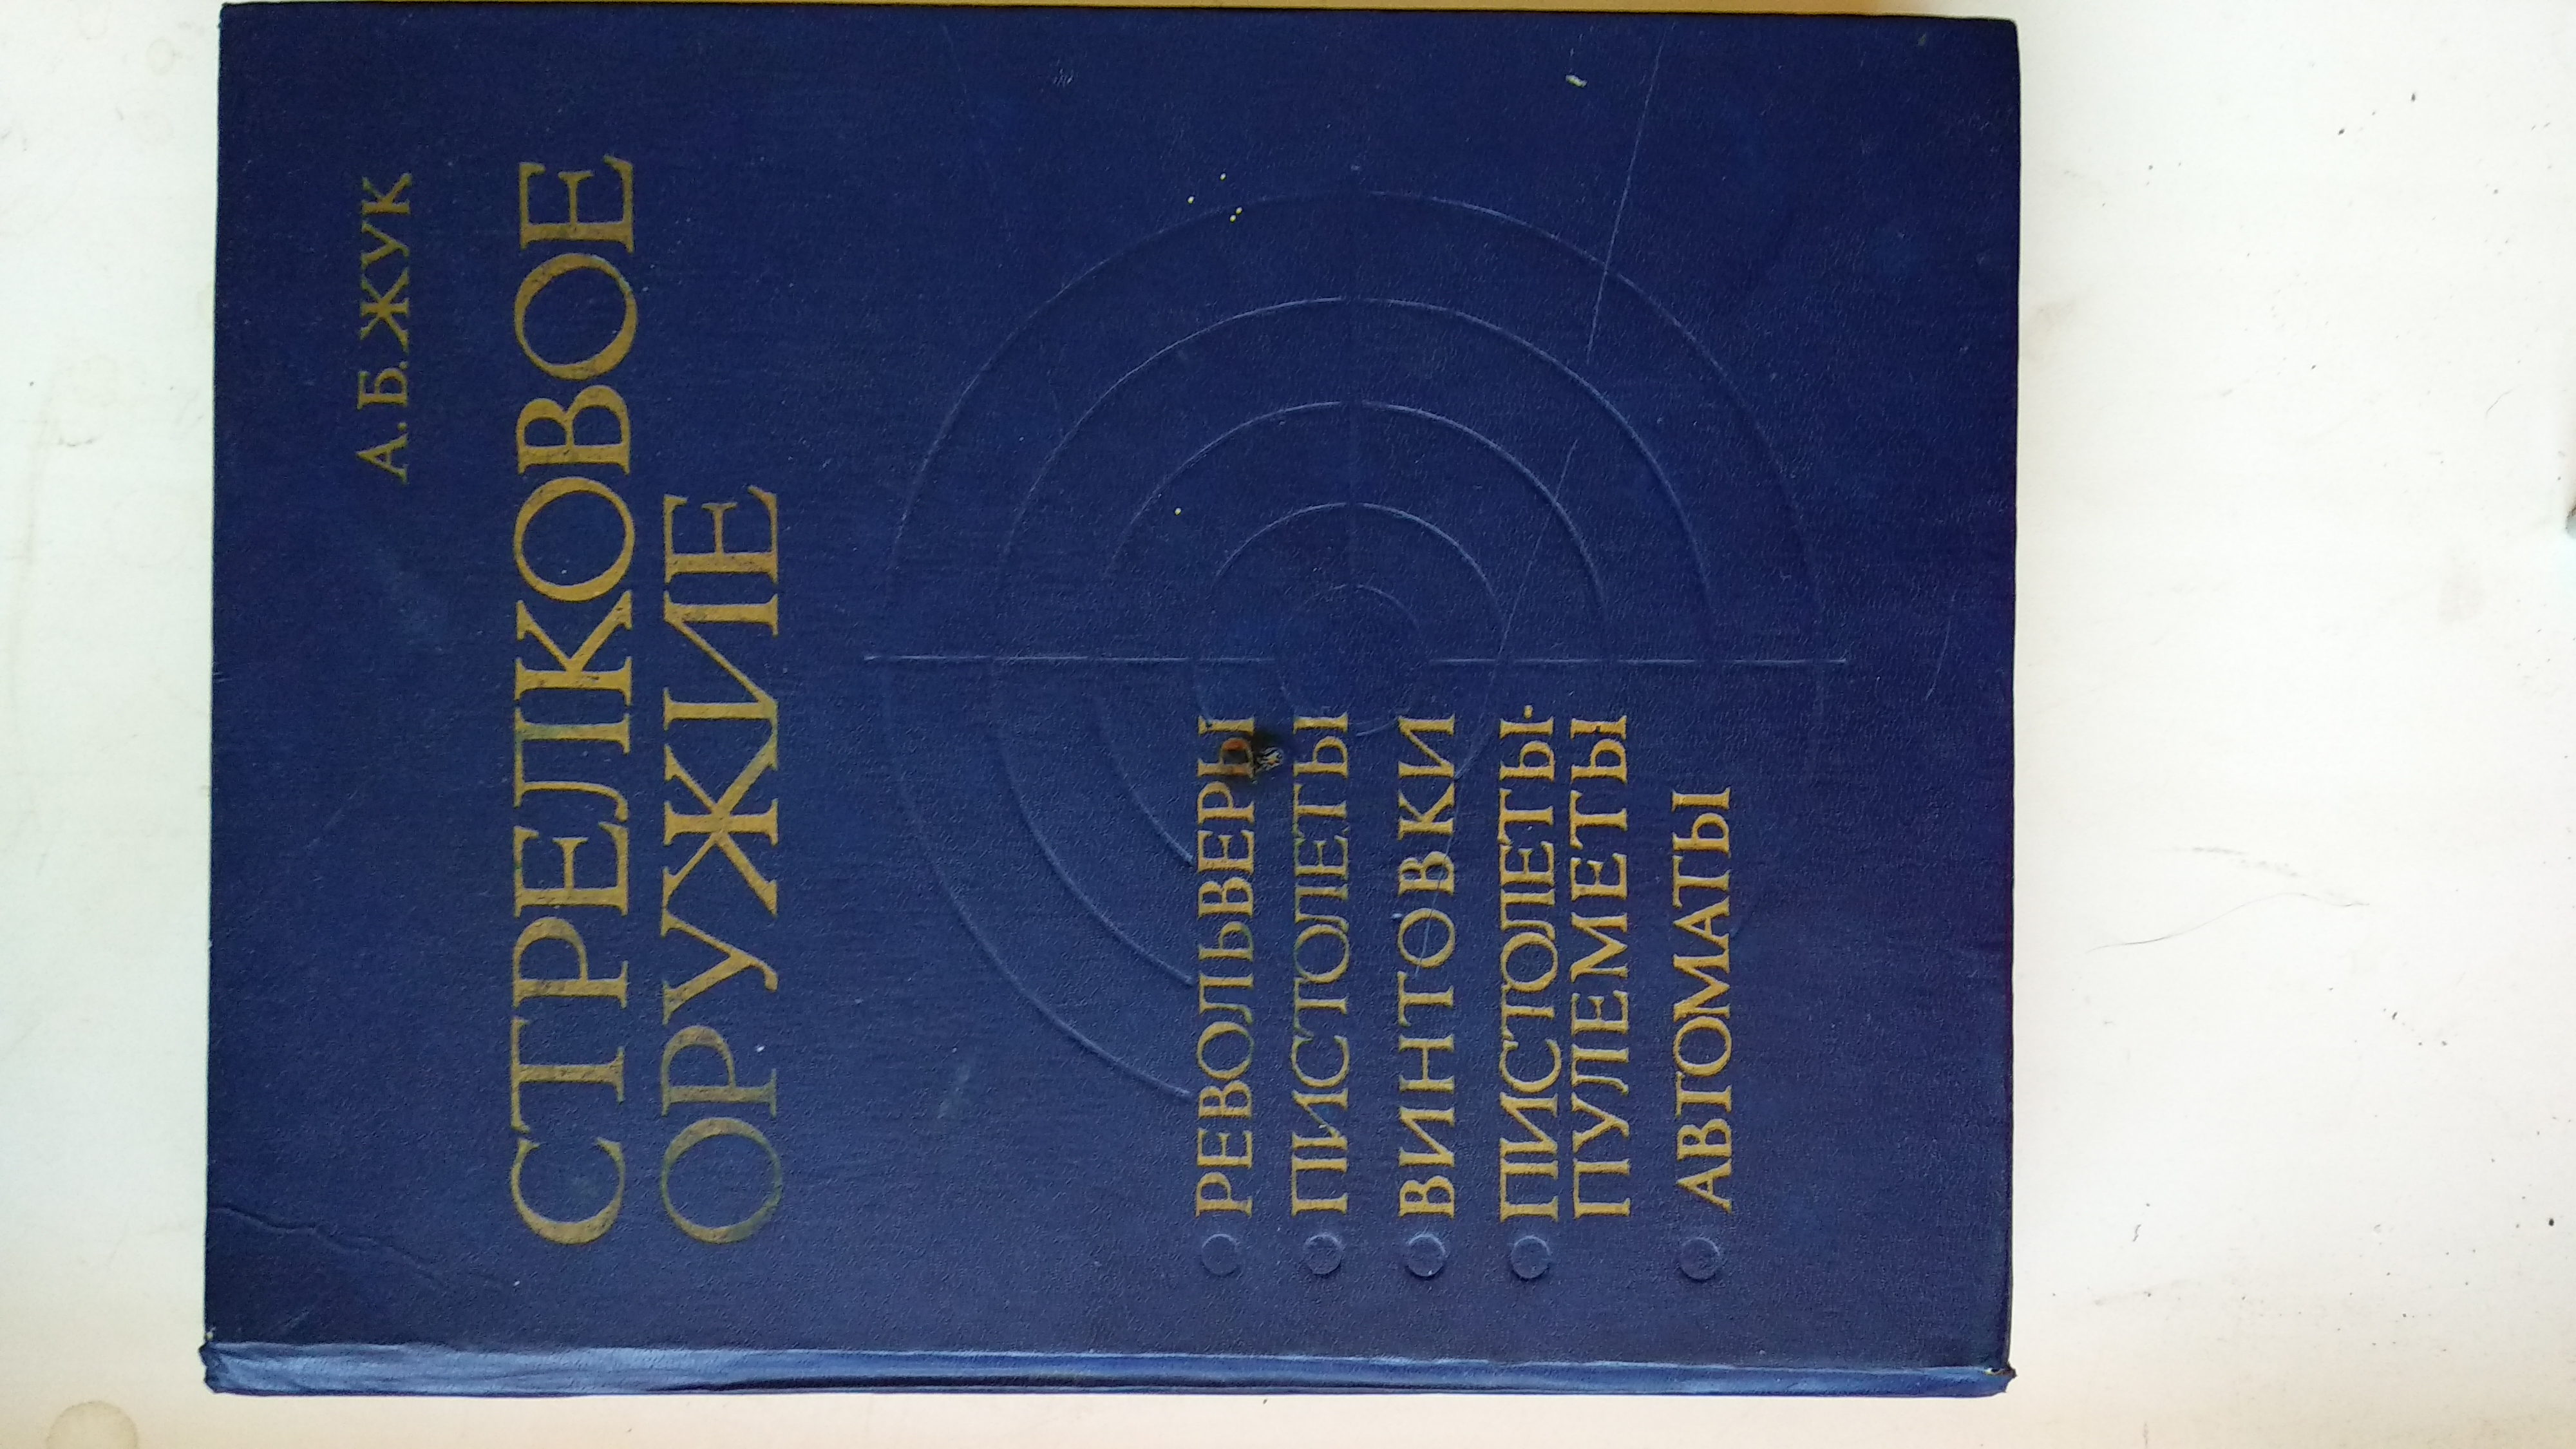 А.Б.ЖУК
СТРЕЛКОВОЕ
ОРУЖИЕ
РЕВОЛЬВЕРЫ
ПИСТОЛЕТЫ
ВИНТОВКИ
ПИСТОЛЕТЫ-
ПУЛЕМЕТЫ
АВТОМАТЫ